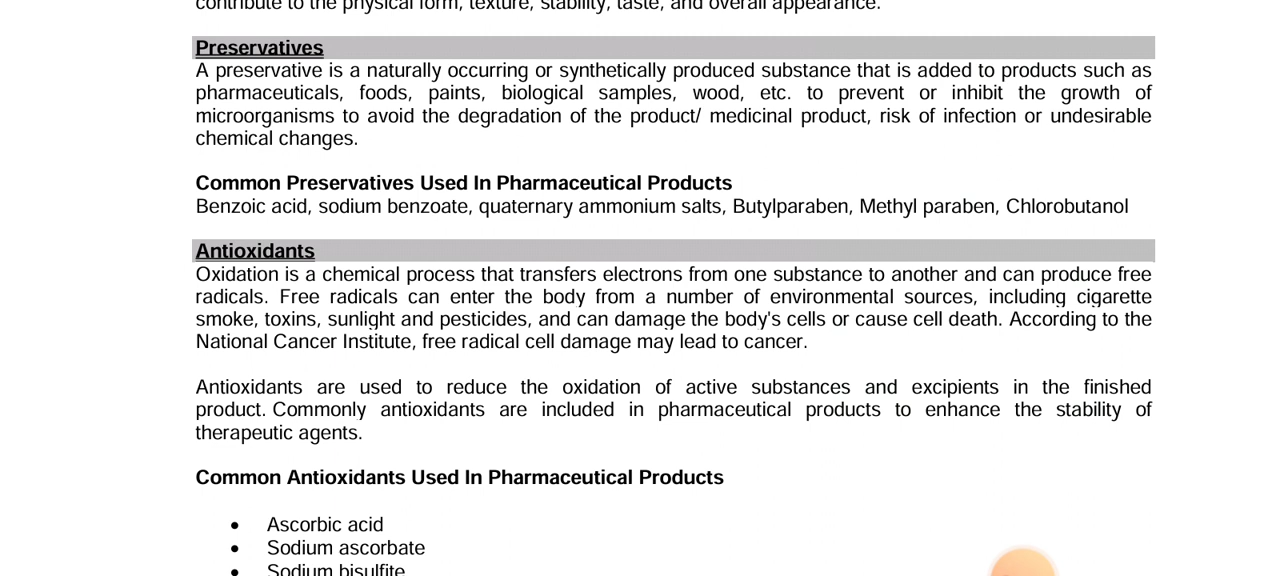 contribute to the physical form, texture, stability, taste, and overall appearance.
Preservatives
A preservative is a naturally occurring or synthetically produced substance that is added to products such as
pharmaceuticals, foods, paints, biological samples, wood, etc. to prevent or inhibit the growth of
microorganisms to avoid the degradation of the product/ medicinal product, risk of infection or undesirable
chemical changes.
Common Preservatives Used In Pharmaceutical Products
Benzoic acid, sodium benzoate, quaternary ammonium salts, Butylparaben, Methyl paraben, Chlorobutanol
Antioxidants
Oxidation is a chemical process that transfers electrons from one substance to another and can produce free
radicals. Free radicals can enter the body from a number of environmental sources, including cigarette
smoke, toxins, sunlight and pesticides, and can damage the body's cells or cause cell death. According to the
National Cancer Institute, free radical cell damage may lead to cancer.
Antioxidants are used to reduce the oxidation of active substances and excipients in the finished
product. Commonly antioxidants are included in pharmaceutical products to enhance the stability of
therapeutic agents.
Common Antioxidants Used In Pharmaceutical Products
• Ascorbic acid
• Sodium ascorbate
• Sodium bisulfite